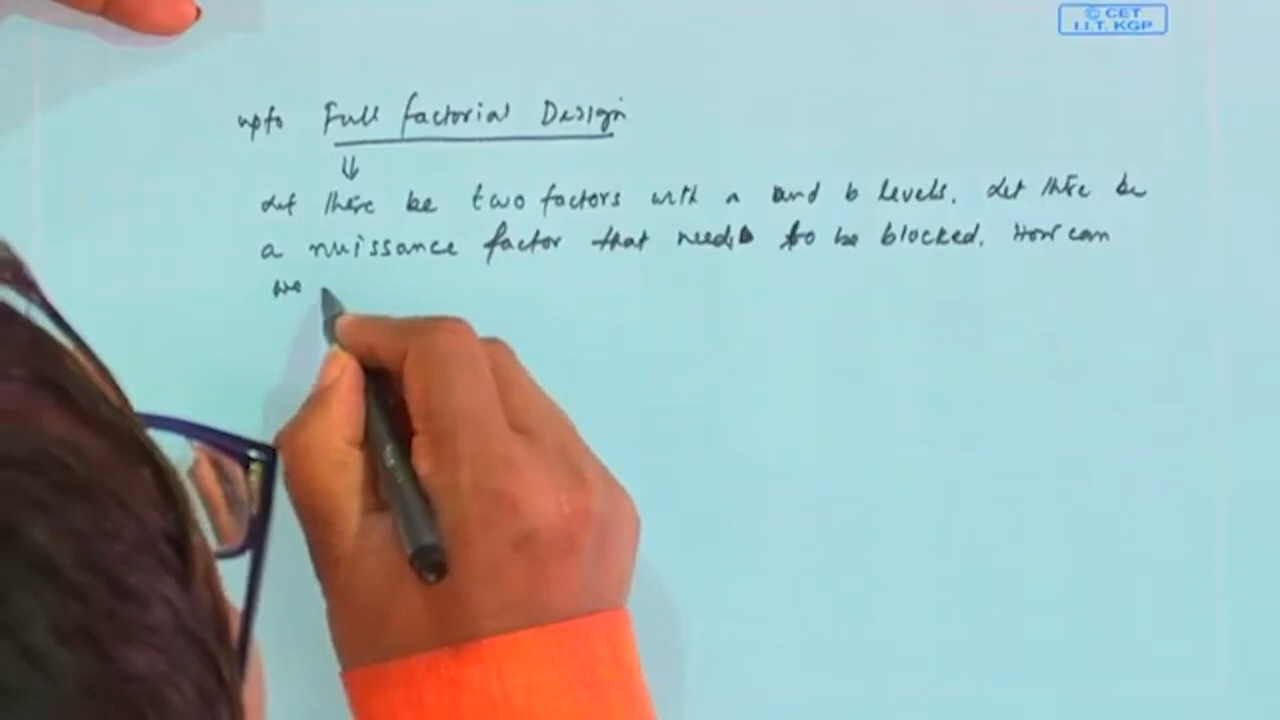 © CET
I.I.T. KGP
upto Full factorial Design
Let there be two factors with a and b levels. Let there be
a nuissance factor that needs to be blocked. How can
we